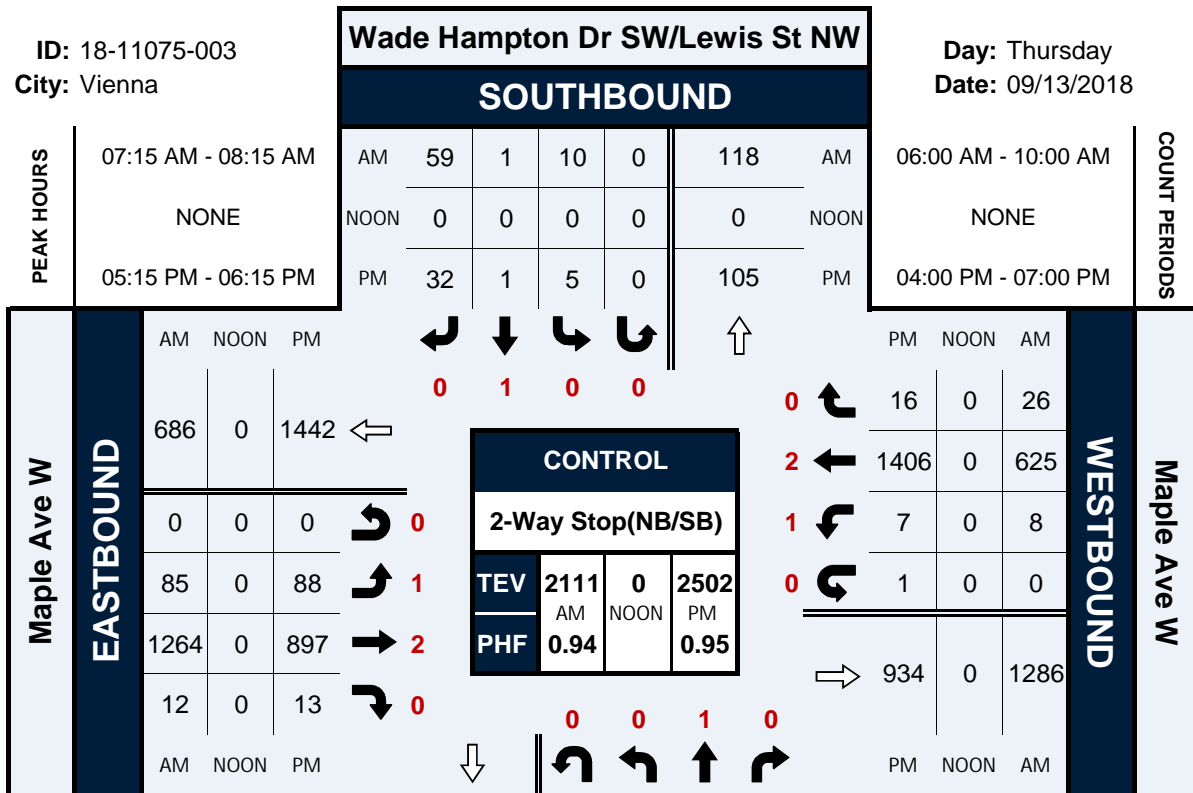 ID: 18-11075-003
City: Vienna
Wade Hampton Dr SW/Lewis St NW
SOUTHBOUND
Day: Thursday
Date: 09/13/2018
PEAK HOURS
07:15 AM - 08:15 AM
NONE
05:15 PM - 06:15 PM
AM 59 1 10 0 118 AM
NOON 0 0 0 0 0 NOON
PM 32 1 5 0 105 PM
06:00 AM - 10:00 AM
NONE
04:00 PM - 07:00 PM
COUNT PERIODS
0 1 0 0
Maple Ave W
EASTBOUND
AM NOON PM
686 0 1442
0 0 0 0
85 0 88 1
1264 0 897 2
12 0 13 0
AM NOON PM
CONTROL
2-Way Stop(NB/SB)
TEV 2111 0 2502
AM NOON PM
PHF 0.94 0.95
PM NOON AM
0 16 0 26
2 1406 0 625
1 7 0 8
0 1 0 0
934 0 1286
PM NOON AM
WESTBOUND
Maple Ave W
0 0 1 0